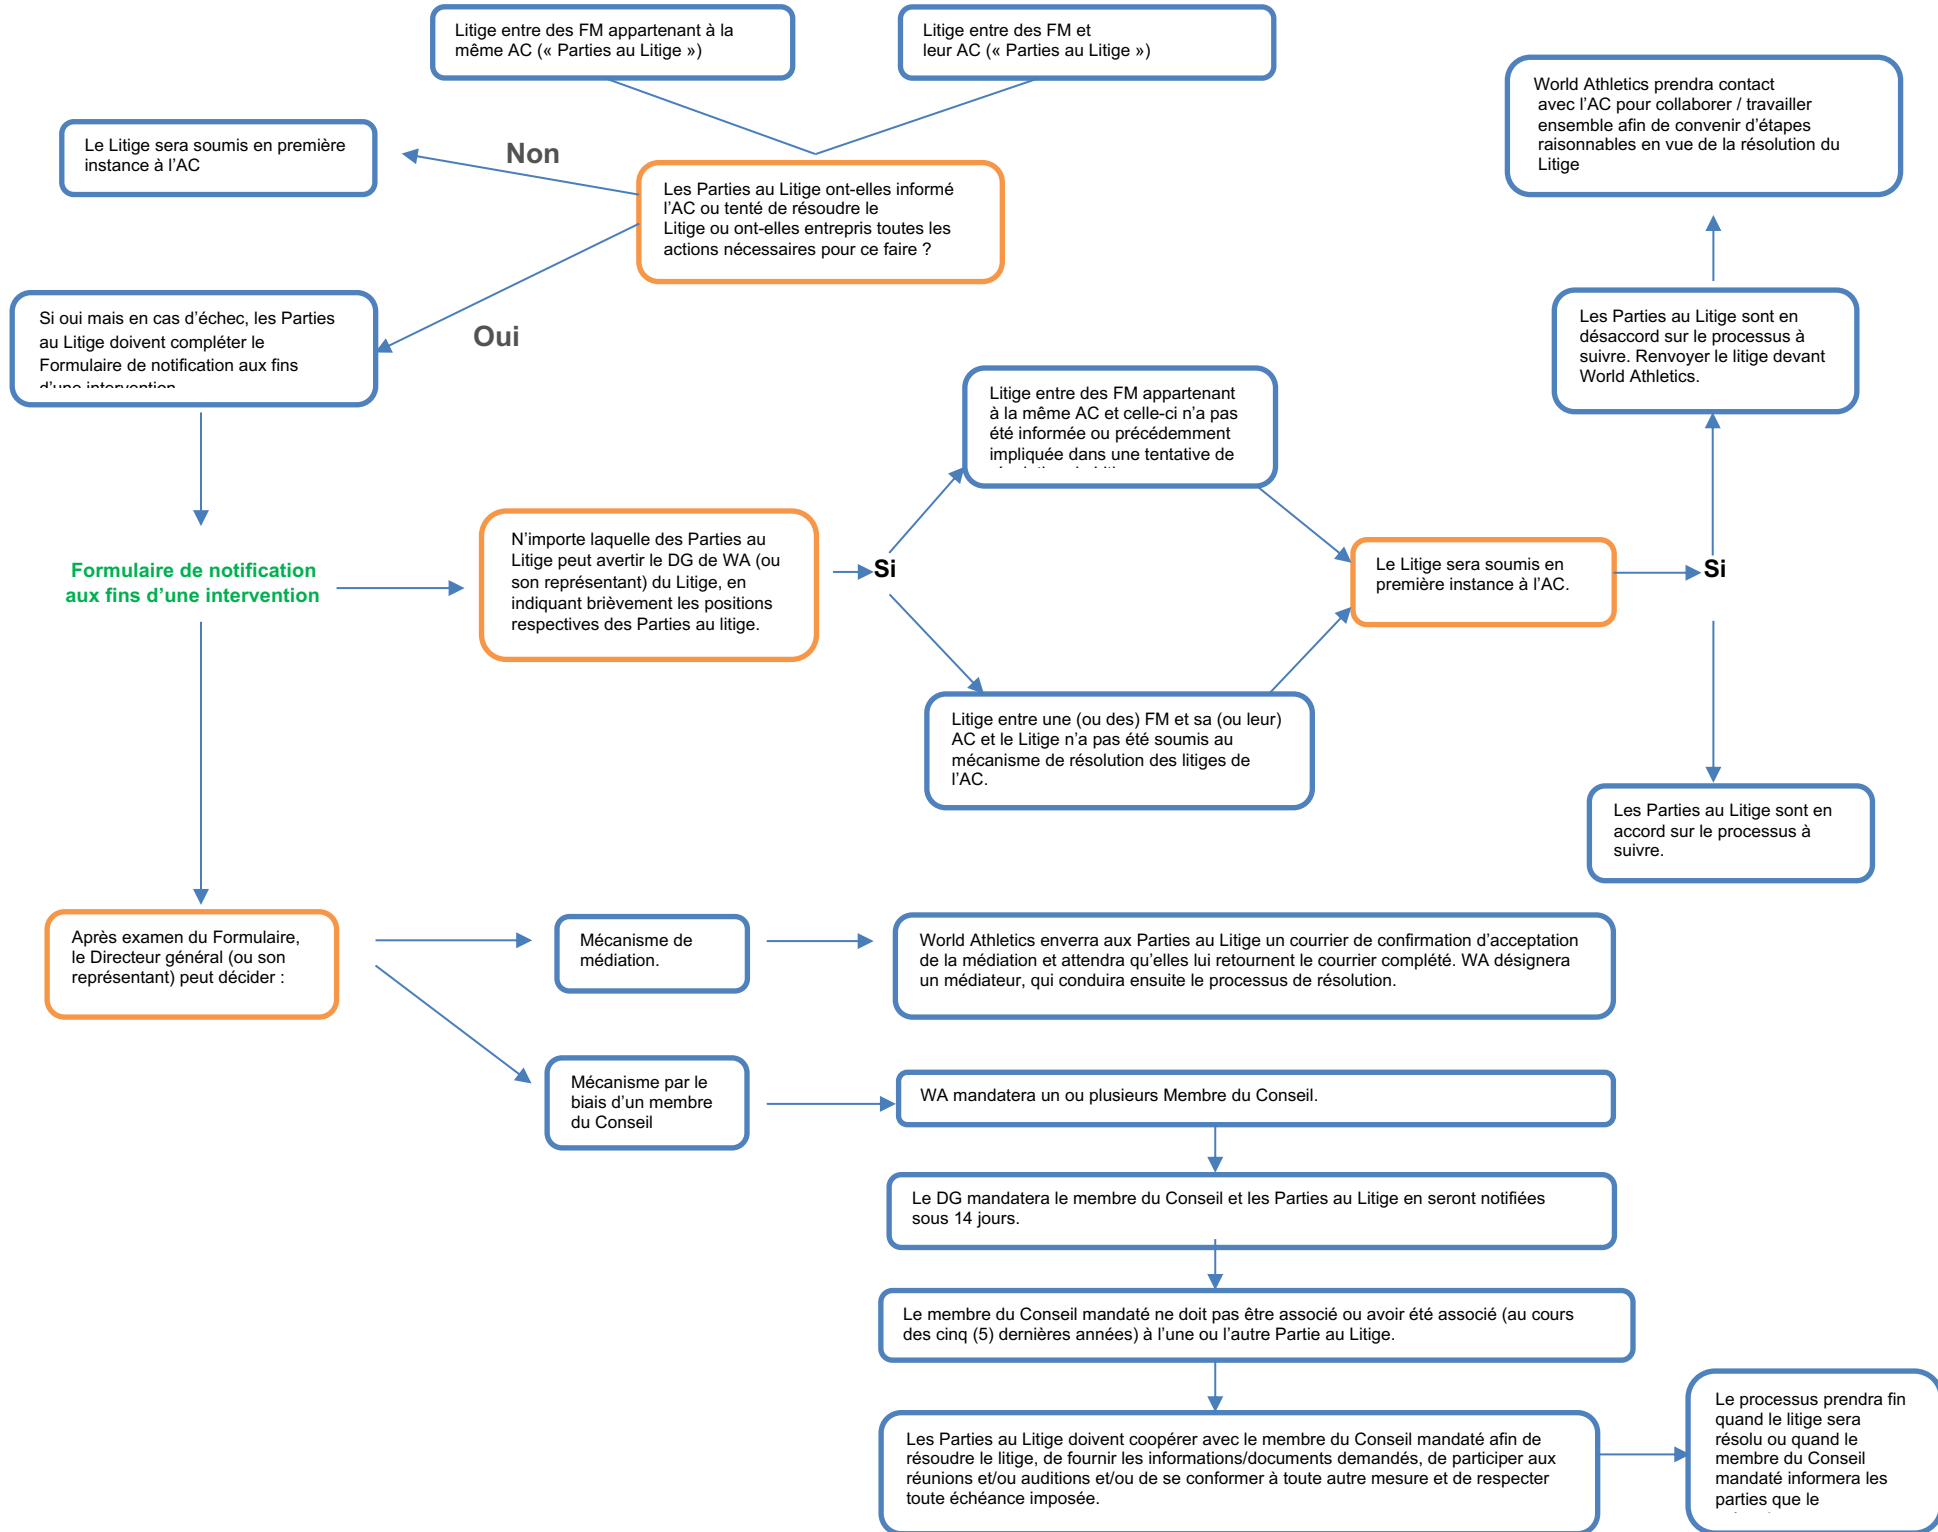 Litige entre des FM appartenant à la
même AC (« Parties au Litige »)
Litige entre des FM et
leur AC (« Parties au Litige »)
World Athletics prendra contact
avec l’AC pour collaborer / travailler
ensemble afin de convenir d’étapes
raisonnables en vue de la résolution du
Litige
Le Litige sera soumis en première
instance à l’AC
Non
Les Parties au Litige ont-elles informé
l’AC ou tenté de résoudre le
Litige ou ont-elles entrepris toutes les
actions nécessaires pour ce faire ?
Si oui mais en cas d’échec, les Parties
au Litige doivent compléter le
Formulaire de notification aux fins
d’une intervention
Oui
Les Parties au Litige sont en
désaccord sur le processus à
suivre. Renvoyer le litige devant
World Athletics.
Litige entre des FM appartenant
à la même AC et celle-ci n’a pas
été informée ou précédemment
impliquée dans une tentative de
Formulaire de notification
aux fins d’une intervention
N’importe laquelle des Parties au
Litige peut avertir le DG de WA (ou
son représentant) du Litige, en
indiquant brièvement les positions
respectives des Parties au litige.
Si
Le Litige sera soumis en
première instance à l’AC.
Si
Litige entre une (ou des) FM et sa (ou leur)
AC et le Litige n’a pas été soumis au
mécanisme de résolution des litiges de
l’AC.
Les Parties au Litige sont en
accord sur le processus à
suivre.
Après examen du Formulaire,
le Directeur général (ou son
représentant) peut décider :
Mécanisme de
médiation.
World Athletics enverra aux Parties au Litige un courrier de confirmation d’acceptation
de la médiation et attendra qu’elles lui retournent le courrier complété. WA désignera
un médiateur, qui conduira ensuite le processus de résolution.
Mécanisme par le
biais d’un membre
du Conseil
WA mandatera un ou plusieurs Membre du Conseil.
Le DG mandatera le membre du Conseil et les Parties au Litige en seront notifiées
sous 14 jours.
Le membre du Conseil mandaté ne doit pas être associé ou avoir été associé (au cours
des cinq (5) dernières années) à l’une ou l’autre Partie au Litige.
Les Parties au Litige doivent coopérer avec le membre du Conseil mandaté afin de
résoudre le litige, de fournir les informations/documents demandés, de participer aux
réunions et/ou auditions et/ou de se conformer à toute autre mesure et de respecter
toute échéance imposée.
Le processus prendra fin
quand le litige sera
résolu ou quand le
membre du Conseil
mandaté informera les
parties que le